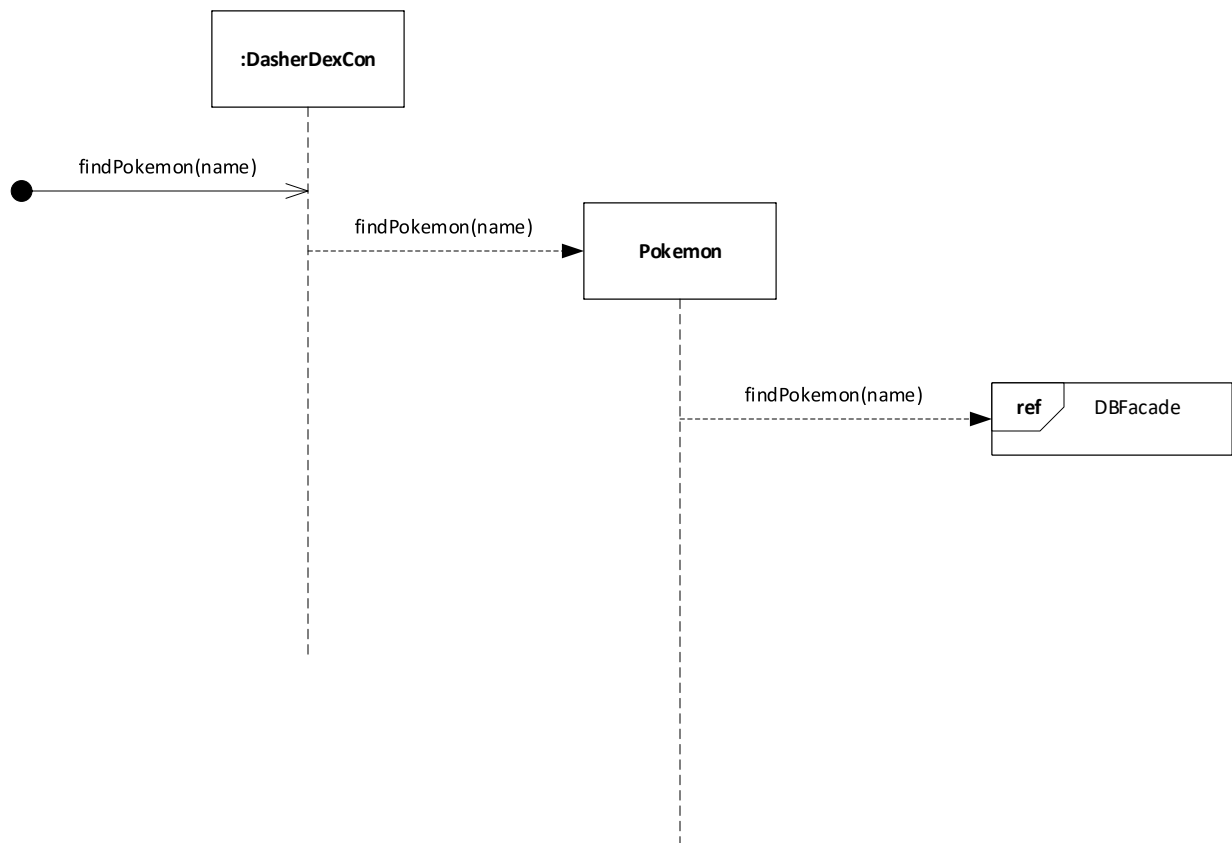 :DasherDexCon
findPokemon(name)
findPokemon(name)
Pokemon
findPokemon(name)
ref
DBFacade